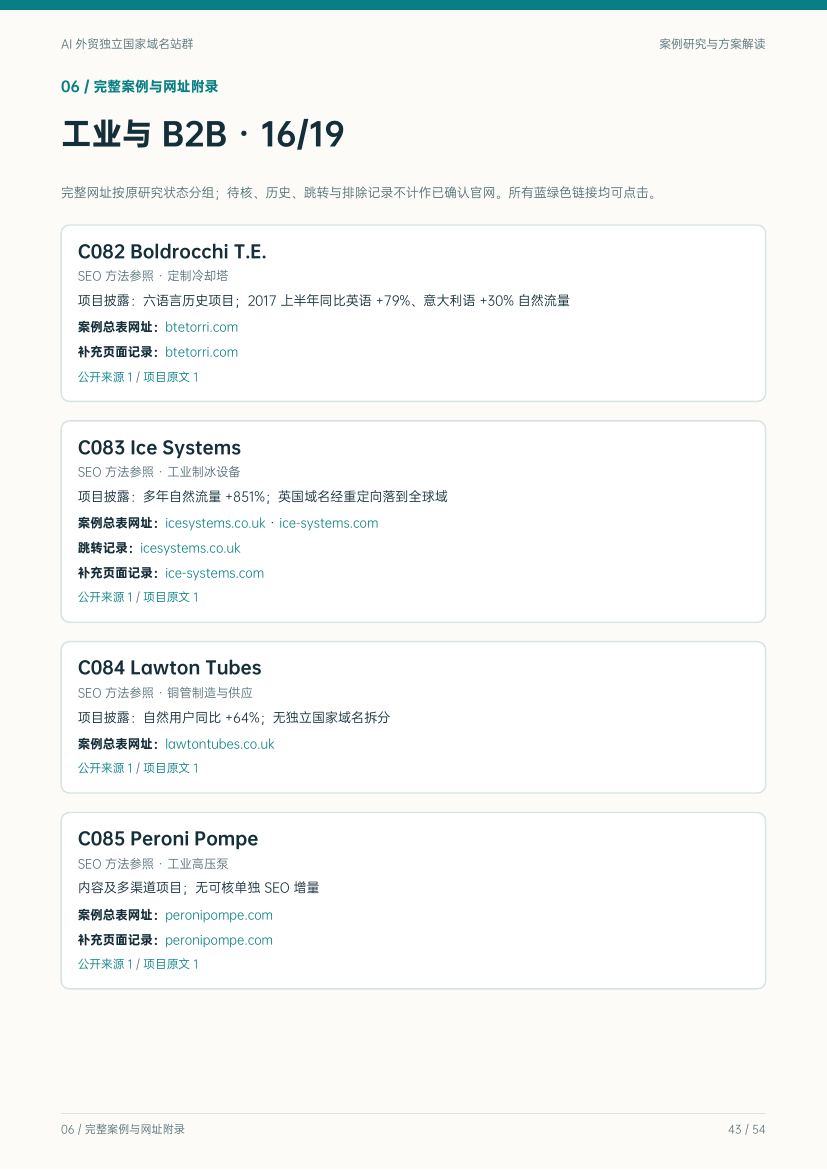 AI 外贸独立国家域名站群
案例研究与方案解读
06 / 完整案例与网址附录
工业与 B2B · 16/19
完整网址按原研究状态分组；待核、历史、跳转与排除记录不计作已确认官网。所有蓝绿色链接均可点击。
C082 Boldrocchi T.E.
SEO 方法参照 · 定制冷却塔
项目披露：六语言历史项目；2017 上半年同比英语 +79%、意大利语 +30% 自然流量
案例总表网址：btetorri.com
补充页面记录：btetorri.com
公开来源 1 / 项目原文 1
C083 Ice Systems
SEO 方法参照 · 工业制冰设备
项目披露：多年自然流量 +851%；英国域名经重定向落到全球域
案例总表网址：icesystems.co.uk · ice-systems.com
跳转记录：icesystems.co.uk
补充页面记录：ice-systems.com
公开来源 1 / 项目原文 1
C084 Lawton Tubes
SEO 方法参照 · 铜管制造与供应
项目披露：自然用户同比 +64%；无独立国家域名拆分
案例总表网址：lawtontubes.co.uk
公开来源 1 / 项目原文 1
C085 Peroni Pompe
SEO 方法参照 · 工业高压泵
内容及多渠道项目；无可核单独 SEO 增量
案例总表网址：peronipompe.com
补充页面记录：peronipompe.com
公开来源 1 / 项目原文 1
06 / 完整案例与网址附录
43 / 54